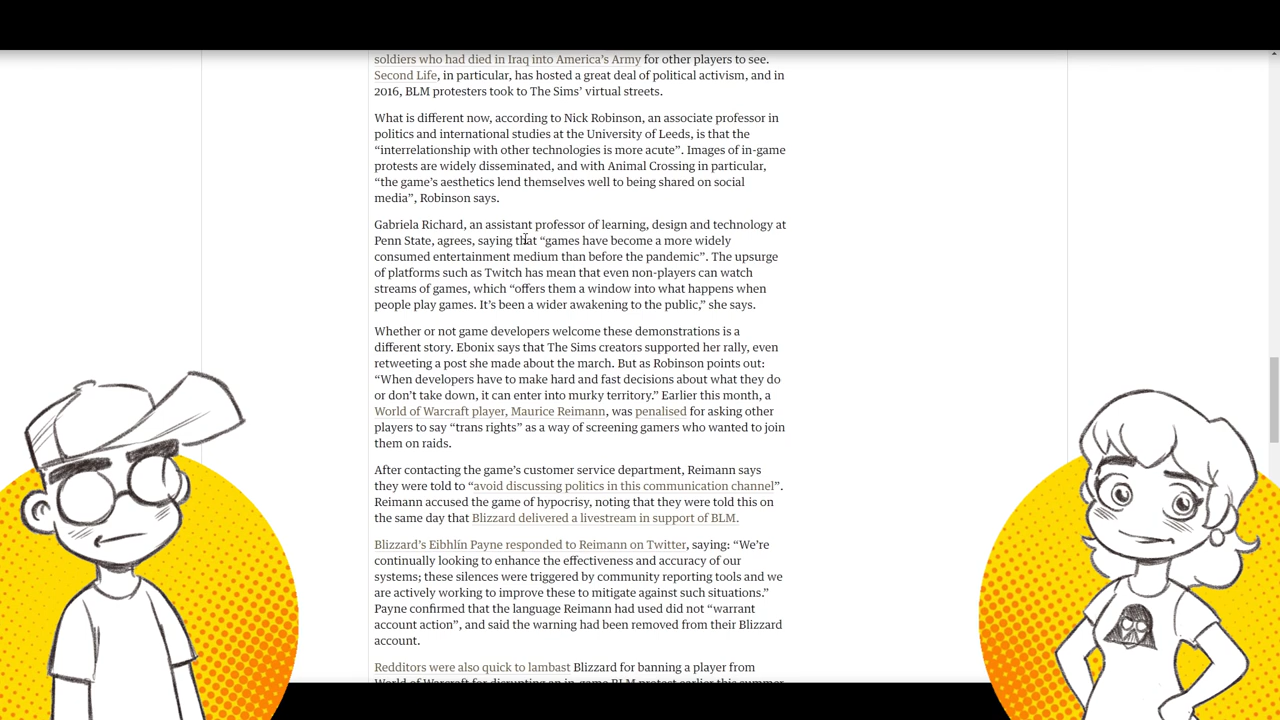 soldiers who had died in Iraq into America’s Army for other players to see.
Second Life, in particular, has hosted a great deal of political activism, and in
2016, BLM protesters took to The Sims’ virtual streets.
What is different now, according to Nick Robinson, an associate professor in
politics and international studies at the University of Leeds, is that the
“interrelationship with other technologies is more acute”. Images of in-game
protests are widely disseminated, and with Animal Crossing in particular,
“the game’s aesthetics lend themselves well to being shared on social
media”, Robinson says.
Gabriela Richard, an assistant professor of learning, design and technology at
Penn State, agrees, saying that “games have become a more widely
consumed entertainment medium than before the pandemic”. The upsurge
of platforms such as Twitch has mean that even non-players can watch
streams of games, which “offers them a window into what happens when
people play games. It’s been a wider awakening to the public,” she says.
Whether or not game developers welcome these demonstrations is a
different story. Ebonix says that The Sims creators supported her rally, even
retweeting a post she made about the march. But as Robinson points out:
“When developers have to make hard and fast decisions about what they do
or don’t take down, it can enter into murky territory.” Earlier this month, a
World of Warcraft player, Maurice Reimann, was penalised for asking other
players to say “trans rights” as a way of screening gamers who wanted to join
them on raids.
After contacting the game’s customer service department, Reimann says
they were told to “avoid discussing politics in this communication channel”.
Reimann accused the game of hypocrisy, noting that they were told this on
the same day that Blizzard delivered a livestream in support of BLM.
Blizzard’s Eibhlín Payne responded to Reimann on Twitter, saying: “We’re
continually looking to enhance the effectiveness and accuracy of our
systems; these silences were triggered by community reporting tools and we
are actively working to improve these to mitigate against such situations.”
Payne confirmed that the language Reimann had used did not “warrant
account action”, and said the warning had been removed from their Blizzard
account.
Redditors were also quick to lambast Blizzard for banning a player from
World of Warcraft for disrupting an in-game BLM protest earlier this summer